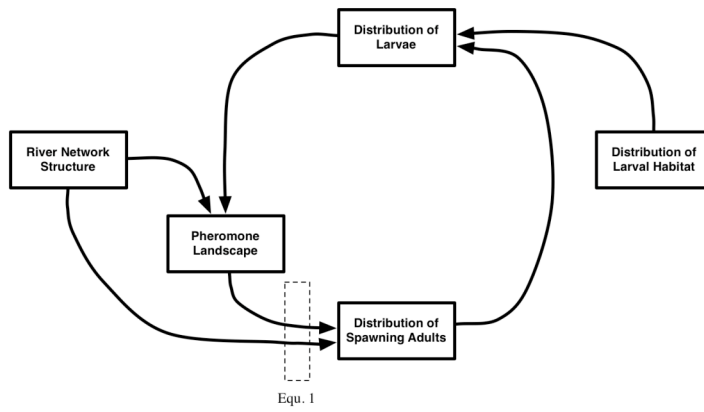 Distribution of
Larvae
River Network
Structure
Distribution of
Larval Habitat
Pheromone
Landscape
Distribution of
Spawning Adults
Equ. 1